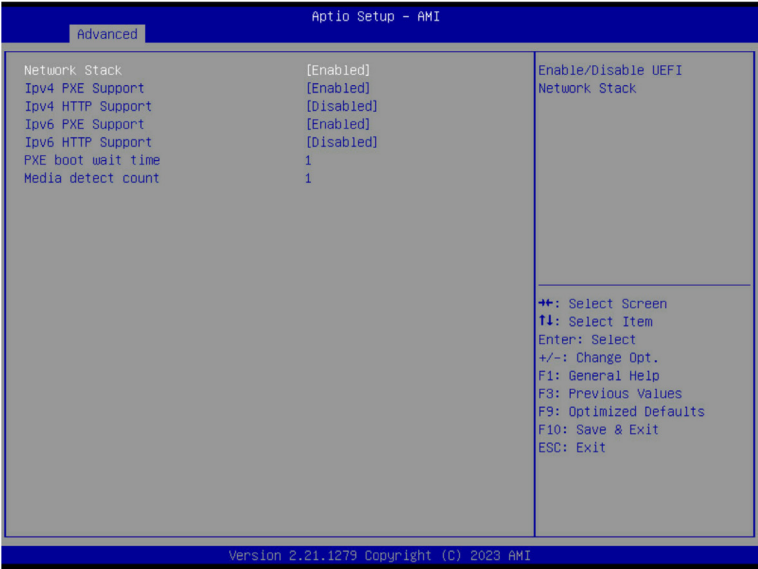 Aptio Setup – AMI
Advanced
Network Stack [Enabled]
Ipv4 PXE Support [Enabled]
Ipv4 HTTP Support [Disabled]
Ipv6 PXE Support [Enabled]
Ipv6 HTTP Support [Disabled]
PXE boot wait time 1
Media detect count 1
Enable/Disable UEFI
Network Stack
→←: Select Screen
↑↓: Select Item
Enter: Select
+/-: Change Opt.
F1: General Help
F3: Previous Values
F9: Optimized Defaults
F10: Save & Exit
ESC: Exit
Version 2.21.1279 Copyright (C) 2023 AMI